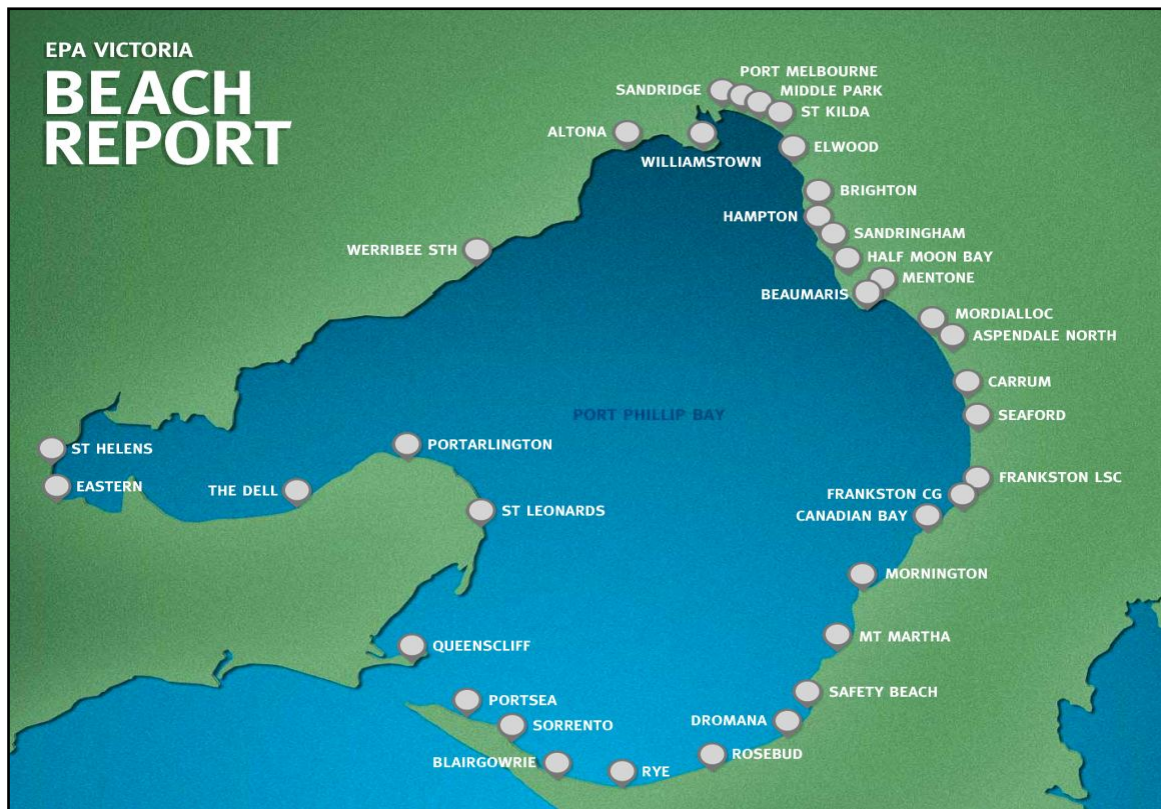 EPA VICTORIA
BEACH
REPORT
PORT MELBOURNE
SANDRIDGE
MIDDLE PARK
ST KILDA
ALTONA
WILLIAMSTOWN
ELWOOD
BRIGHTON
HAMPTON
SANDRINGHAM
WERRIBEE STH
HALF MOON BAY
MENTONE
BEAUMARIS
MORDIALLOC
ASPENDALE NORTH
CARRUM
PORT PHILLIP BAY
SEAFORD
ST HELENS
PORTARLINGTON
EASTERN
THE DELL
FRANKSTON LSC
FRANKSTON CG
ST LEONARDS
CANADIAN BAY
MORNINGTON
MT MARTHA
QUEENSCLIFF
SAFETY BEACH
PORTSEA
DROMANA
SORRENTO
ROSEBUD
BLAIRGOWRIE
RYE